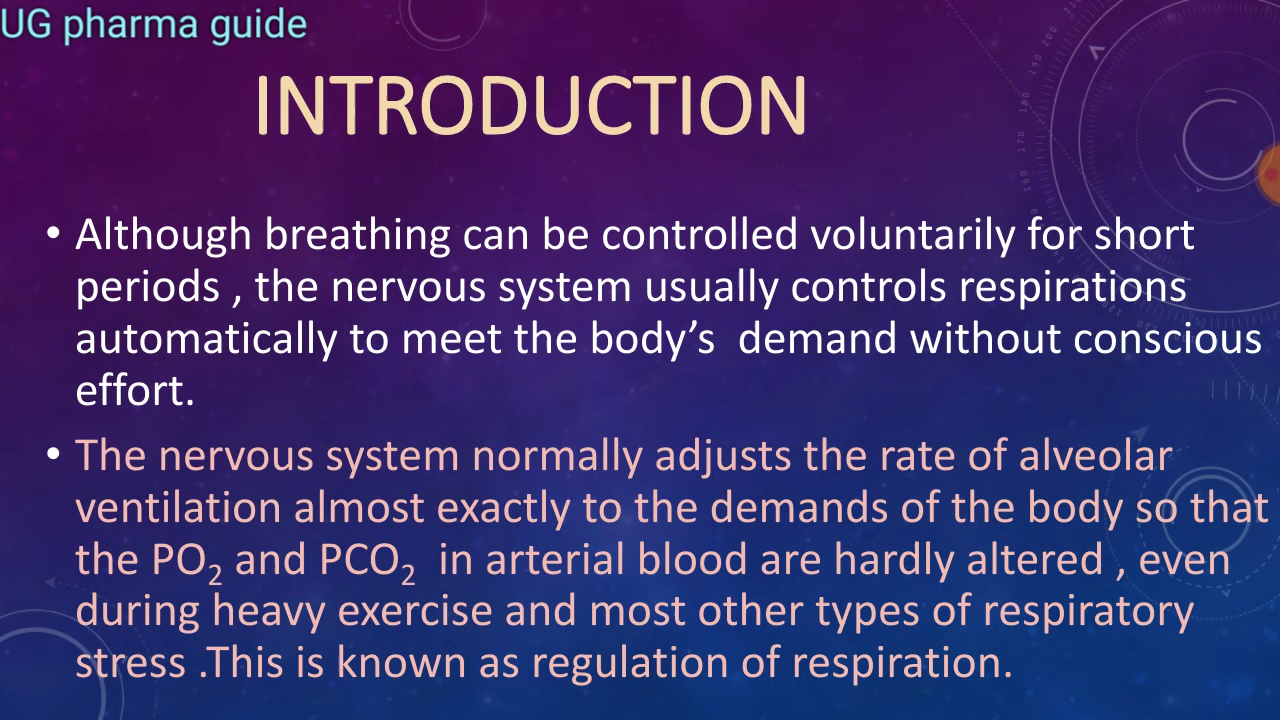 UG pharma guide
INTRODUCTION
• Although breathing can be controlled voluntarily for short
periods , the nervous system usually controls respirations
automatically to meet the body’s  demand without conscious
effort.
• The nervous system normally adjusts the rate of alveolar
ventilation almost exactly to the demands of the body so that
the PO₂ and PCO₂  in arterial blood are hardly altered , even
during heavy exercise and most other types of respiratory
stress .This is known as regulation of respiration.